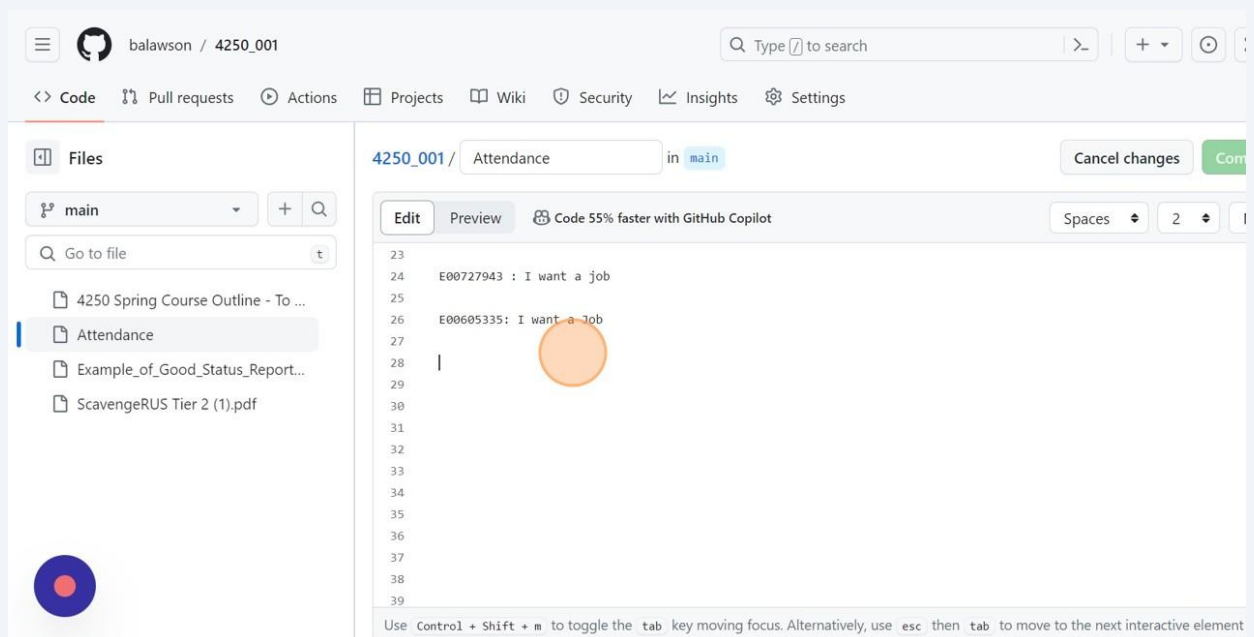 balawson / 4250_001
Type / to search
Code Pull requests Actions Projects Wiki Security Insights Settings
Files
4250_001 / Attendance in main
Cancel changes
main
Edit Preview Code 55% faster with GitHub Copilot
Spaces 2
Go to file t
4250 Spring Course Outline - To ...
Attendance
Example_of_Good_Status_Report...
ScavengeRUS Tier 2 (1).pdf
23
24 E00727943 : I want a job
25
26 E00605335: I want a Job
27
28
29
30
31
32
33
34
35
36
37
38
39
Use Control + Shift + m to toggle the tab key moving focus. Alternatively, use esc then tab to move to the next interactive element